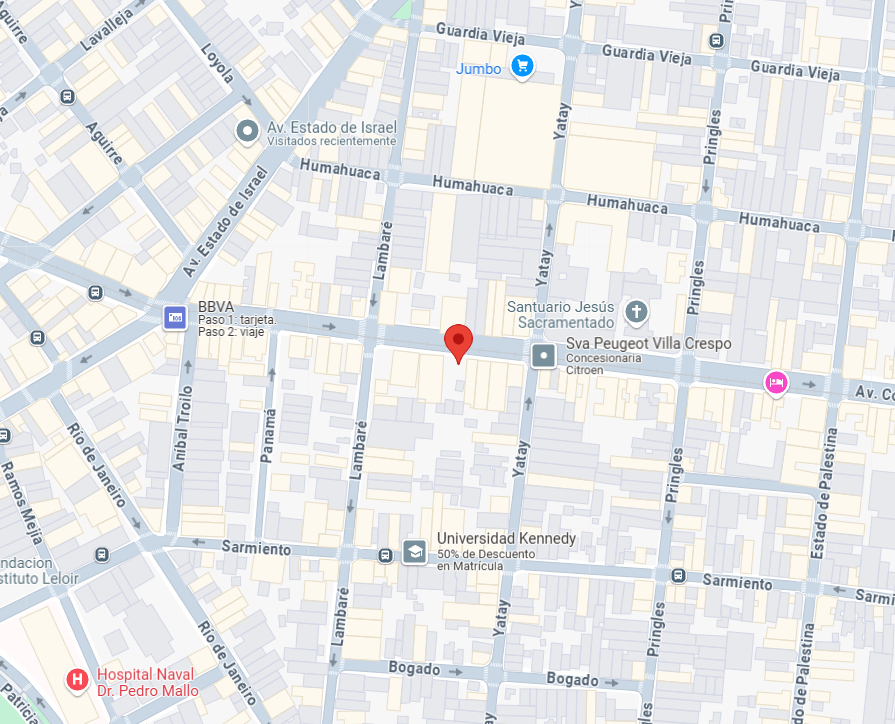 Aguirre
Lavalleja
Loyola
Guardia Vieja
Guardia Vieja
Guardia Vieja
Jumbo
Yatay
Pringles
Aguirre
Av. Estado de Israel
Visitados recientemente
Humahuaca
Humahuaca
Humahuaca
Humahuaca
Av. Estado de Israel
Lambaré
Yatay
Pringles
BBVA
Paso 1: tarjeta.
Paso 2: viaje
Santuario Jesús
Sacramentado
Sva Peugeot Villa Crespo
Concesionaria
Citroen
Av. Co
Aníbal Troilo
Panamá
Lambaré
Yatay
Pringles
Estado de Palestina
Río de Janeiro
Ramos Mejía
Sarmiento
Universidad Kennedy
50% de Descuento
en Matrícula
ndacion
stituto Leloir
Sarmiento
Sarmi
Lambaré
Yatay
Pringles
do de Palestina
Río de Janeiro
Bogado
Bogado
Hospital Naval
Dr. Pedro Mallo
Patricia
gles